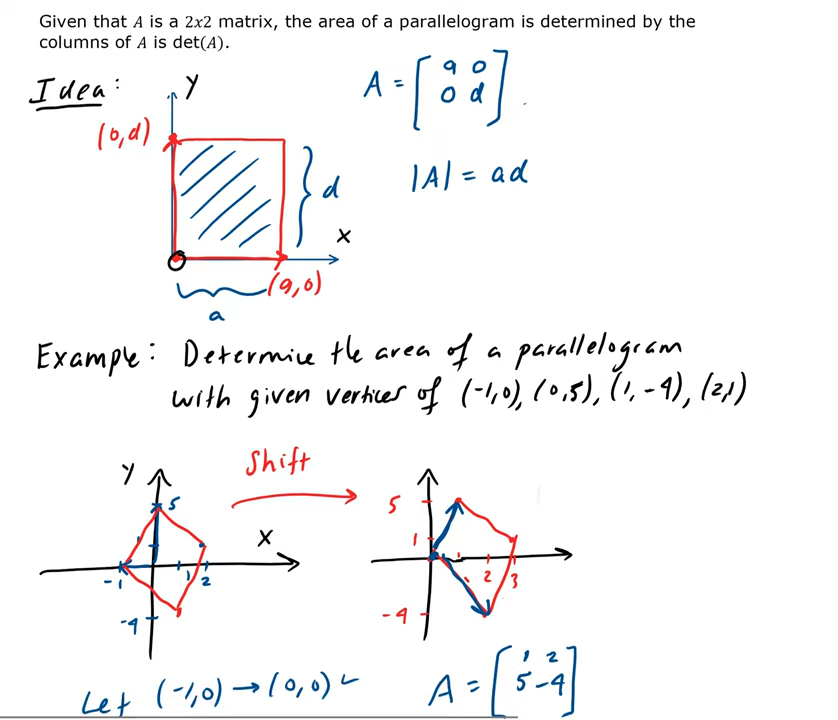 Given that A is a 2x2 matrix, the area of a parallelogram is determined by the
columns of A is det(A).
Idea:
y
(0,d)
d
x
(a,0)
a
A = [a 0
0 d]
|A| = ad
Example: Determine the area of a parallelogram
with given vertices of (-1,0), (0,5), (1,-4), (2,1)
y
5
x
-1
1 2
-4
Shift
5
1
2 3
-4
Let (-1,0) → (0,0)
A = [1 2
5 -4]